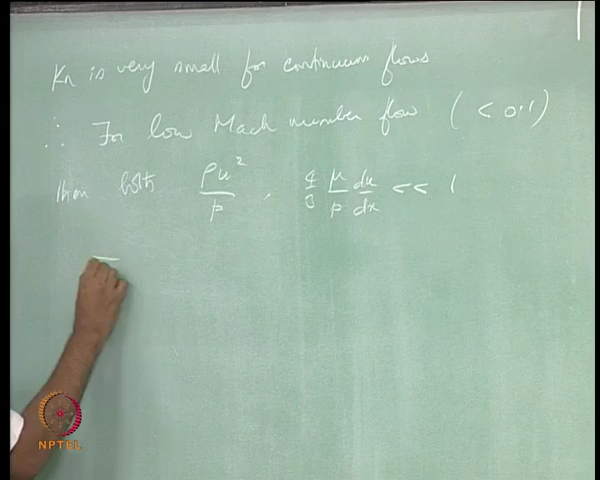 Kn is very small for continuum flows
∴ For low Mach number flow ( < 0.1 )
then both ρu²/p , 4/3 μ/p du/dx << 1
NPTEL